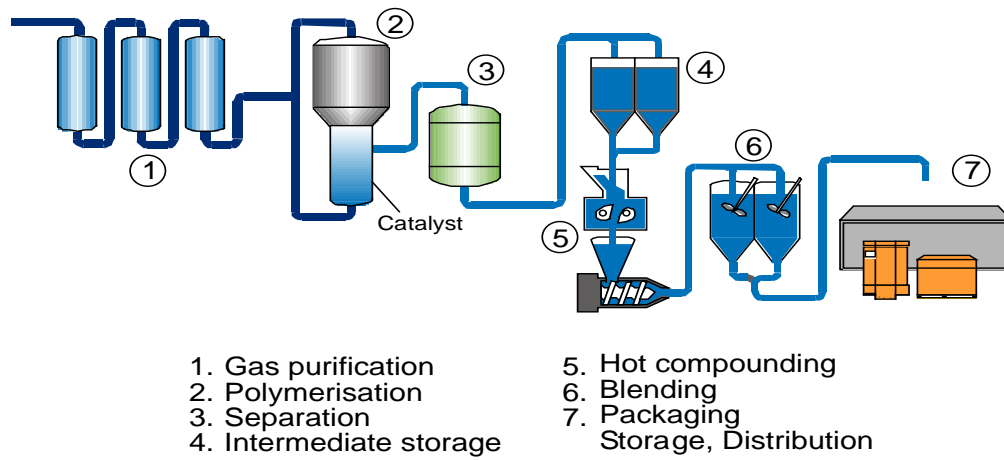 2
3
4
6
7
1
Catalyst
5
1. Gas purification
2. Polymerisation
3. Separation
4. Intermediate storage
5. Hot compounding
6. Blending
7. Packaging
Storage, Distribution